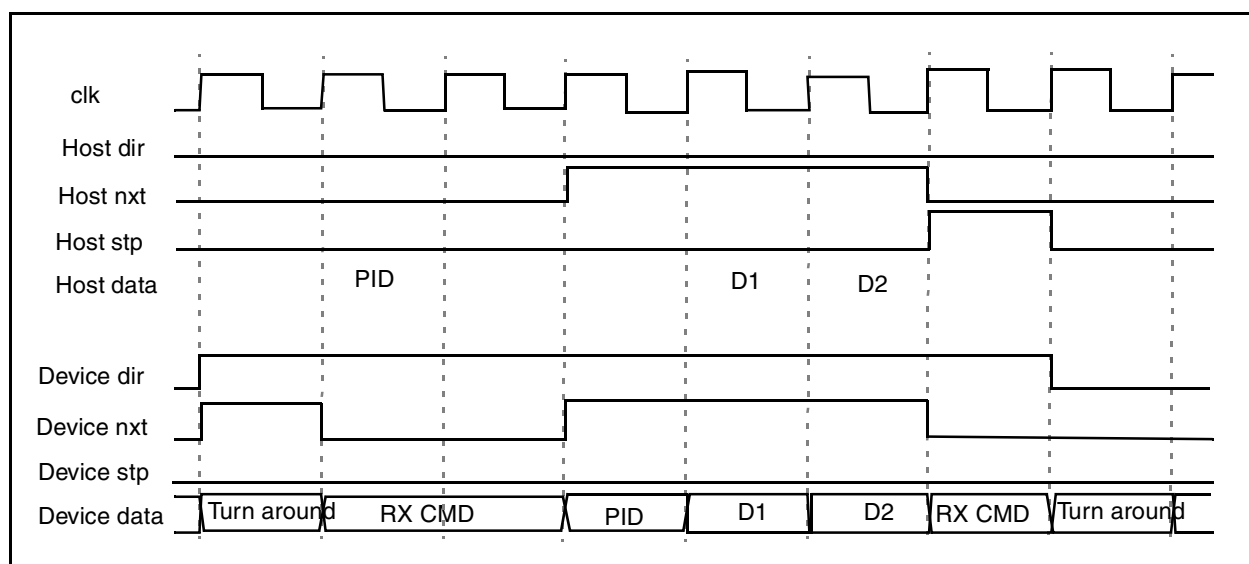 clk
Host dir
Host nxt
Host stp
Host data PID D1 D2
Device dir
Device nxt
Device stp
Device data Turn around RX CMD PID D1 D2 RX CMD Turn around